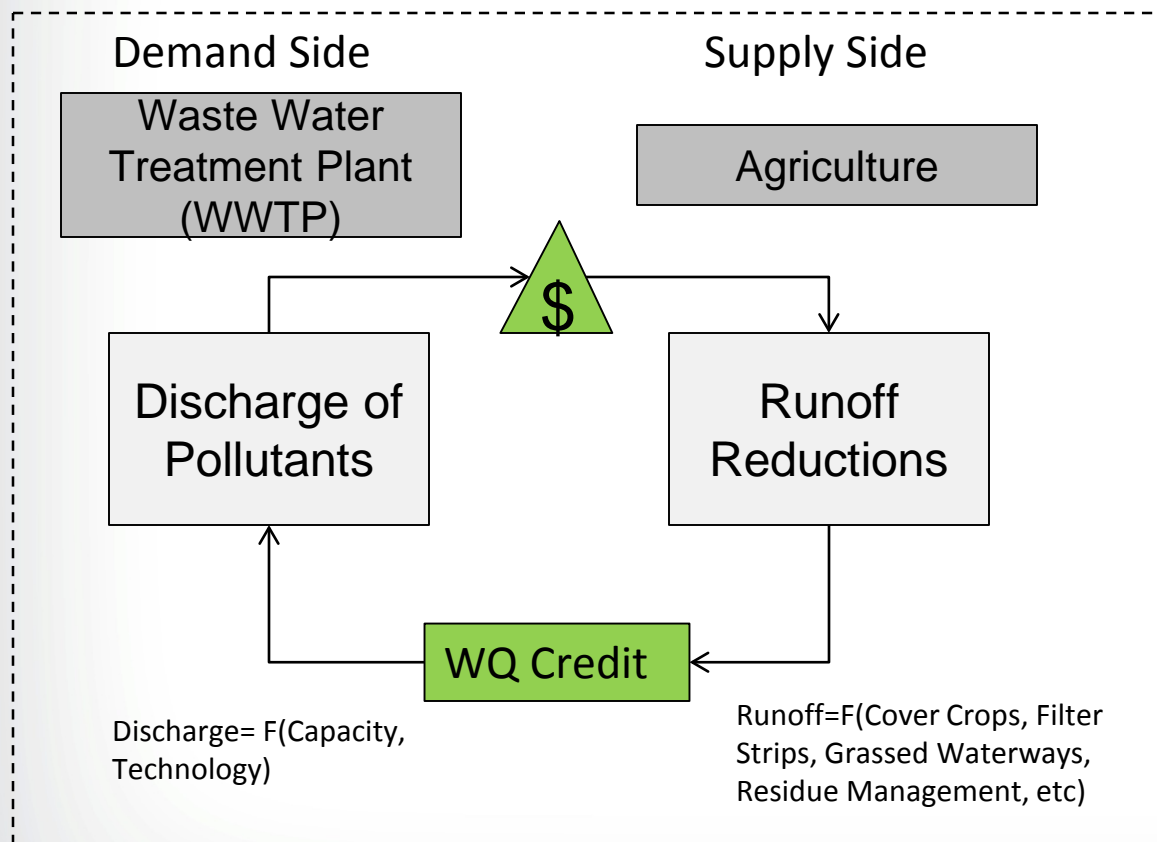 Demand Side
Supply Side
Waste Water
Treatment Plant
(WWTP)
Agriculture
$
Discharge of
Pollutants
Runoff
Reductions
WQ Credit
Discharge= F(Capacity,
Technology)
Runoff=F(Cover Crops, Filter
Strips, Grassed Waterways,
Residue Management, etc)